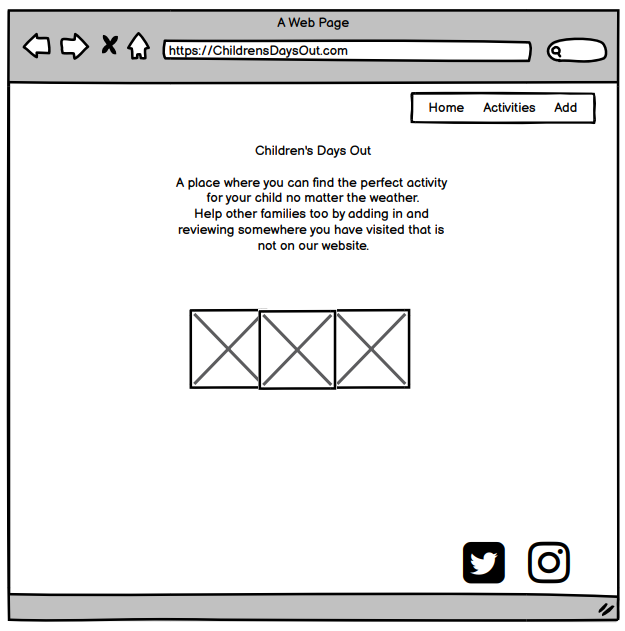 A Web Page
https://ChildrensDaysOut.com
Home Activities Add
Children's Days Out
A place where you can find the perfect activity
for your child no matter the weather.
Help other families too by adding in and
reviewing somewhere you have visited that is
not on our website.